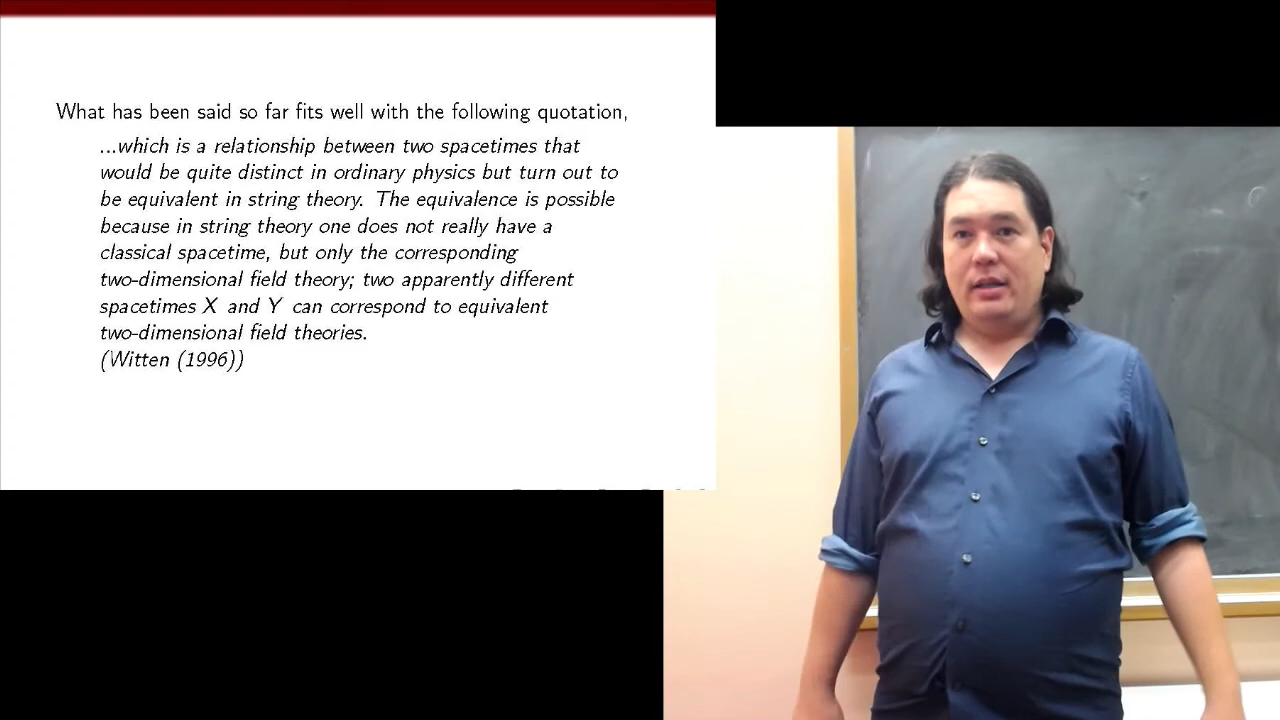 What has been said so far fits well with the following quotation,
...which is a relationship between two spacetimes that
would be quite distinct in ordinary physics but turn out to
be equivalent in string theory. The equivalence is possible
because in string theory one does not really have a
classical spacetime, but only the corresponding
two-dimensional field theory; two apparently different
spacetimes X and Y can correspond to equivalent
two-dimensional field theories.
(Witten (1996))